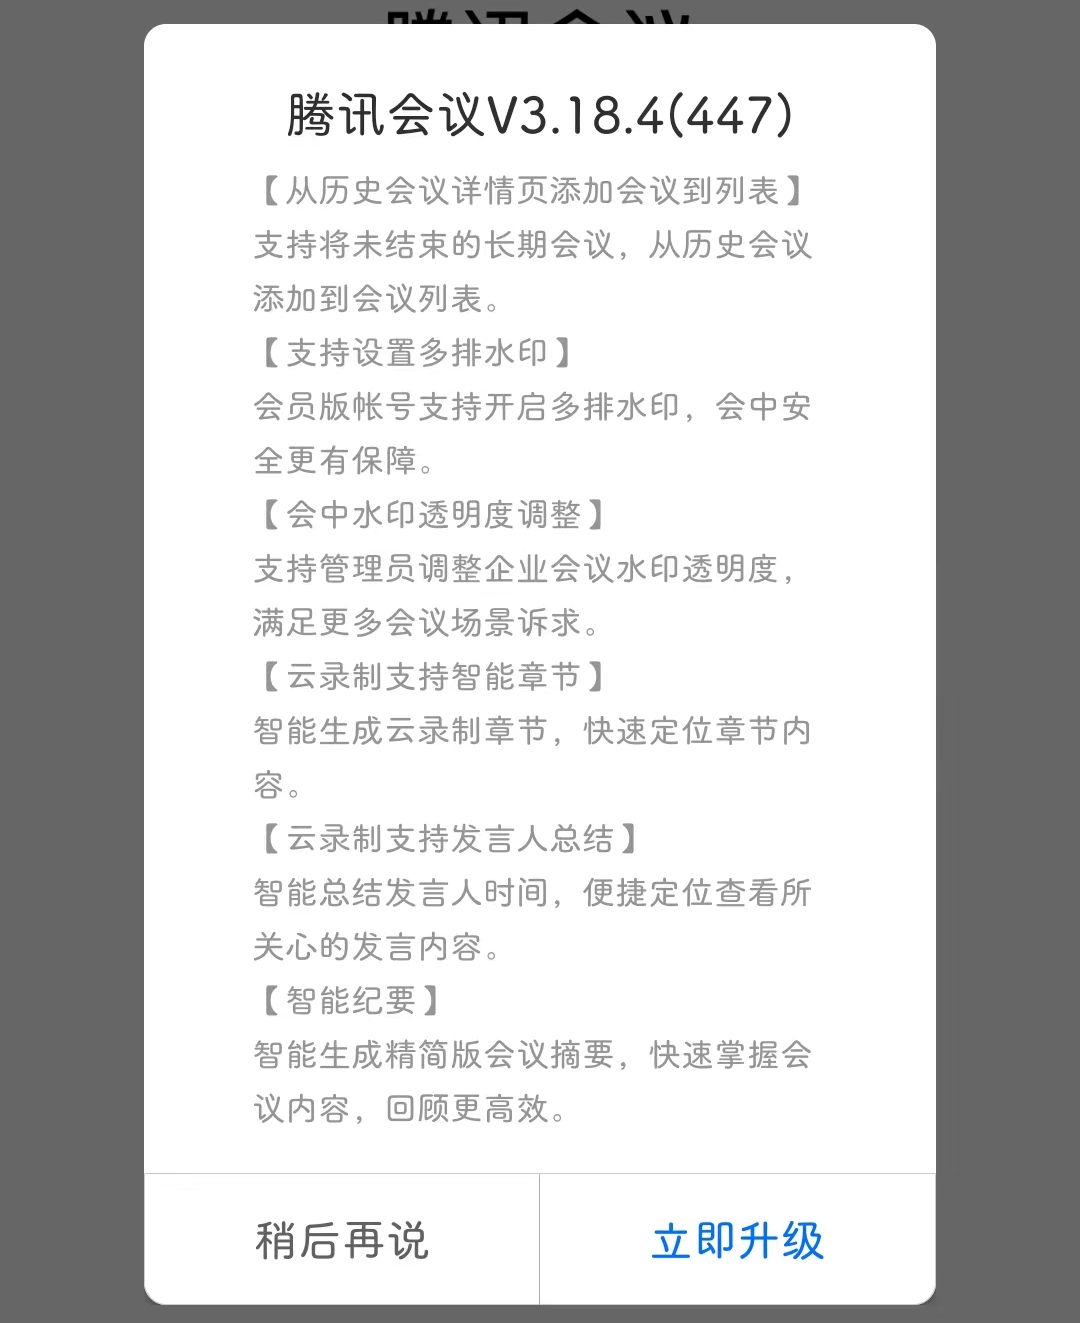 腾讯会议
腾讯会议V3.18.4(447)
【从历史会议详情页添加会议到列表】
支持将未结束的长期会议，从历史会议
添加到会议列表。
【支持设置多排水印】
会员版帐号支持开启多排水印，会中安
全更有保障。
【会中水印透明度调整】
支持管理员调整企业会议水印透明度，
满足更多会议场景诉求。
【云录制支持智能章节】
智能生成云录制章节，快速定位章节内
容。
【云录制支持发言人总结】
智能总结发言人时间，便捷定位查看所
关心的发言内容。
【智能纪要】
智能生成精简版会议摘要，快速掌握会
议内容，回顾更高效。
稍后再说
立即升级